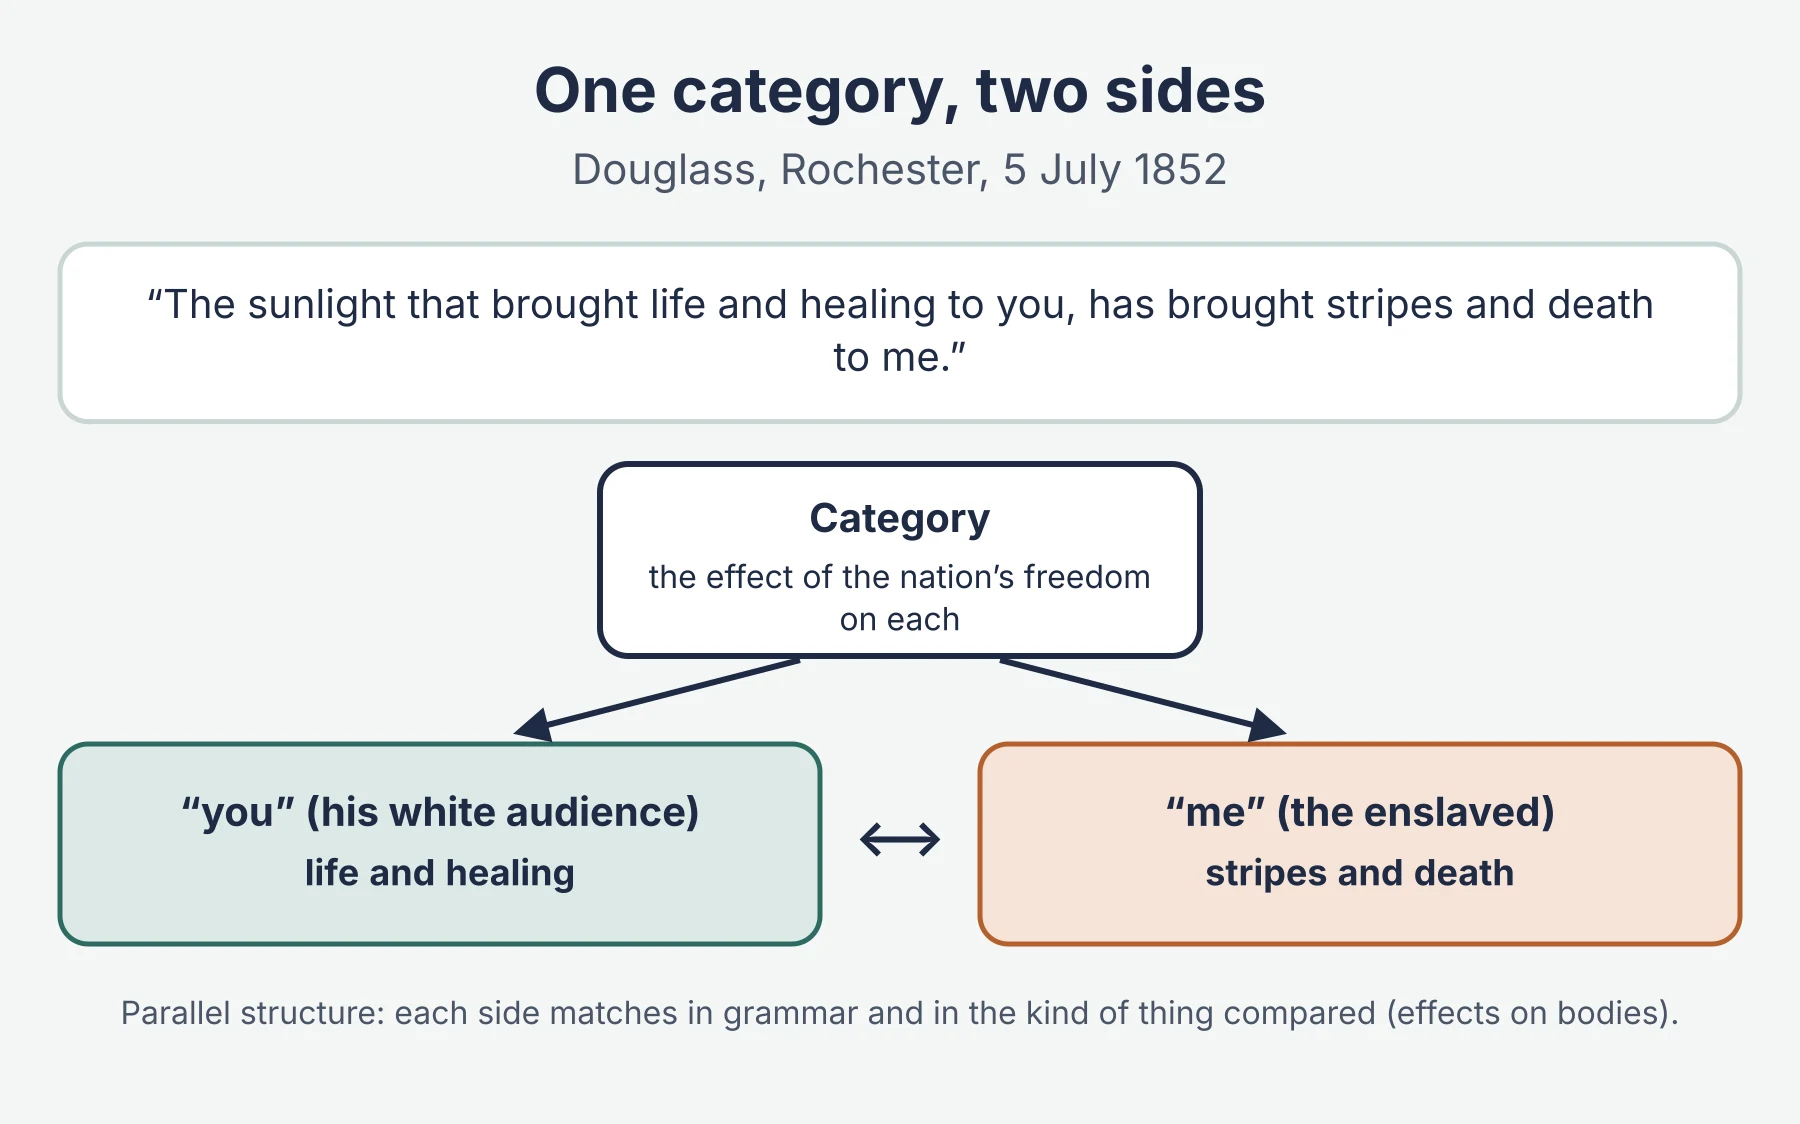 One category, two sides
Douglass, Rochester, 5 July 1852
“The sunlight that brought life and healing to you, has brought stripes and death
to me.”
Category
the effect of the nation’s freedom
on each
“you” (his white audience)
life and healing
“me” (the enslaved)
stripes and death
Parallel structure: each side matches in grammar and in the kind of thing compared (effects on bodies).